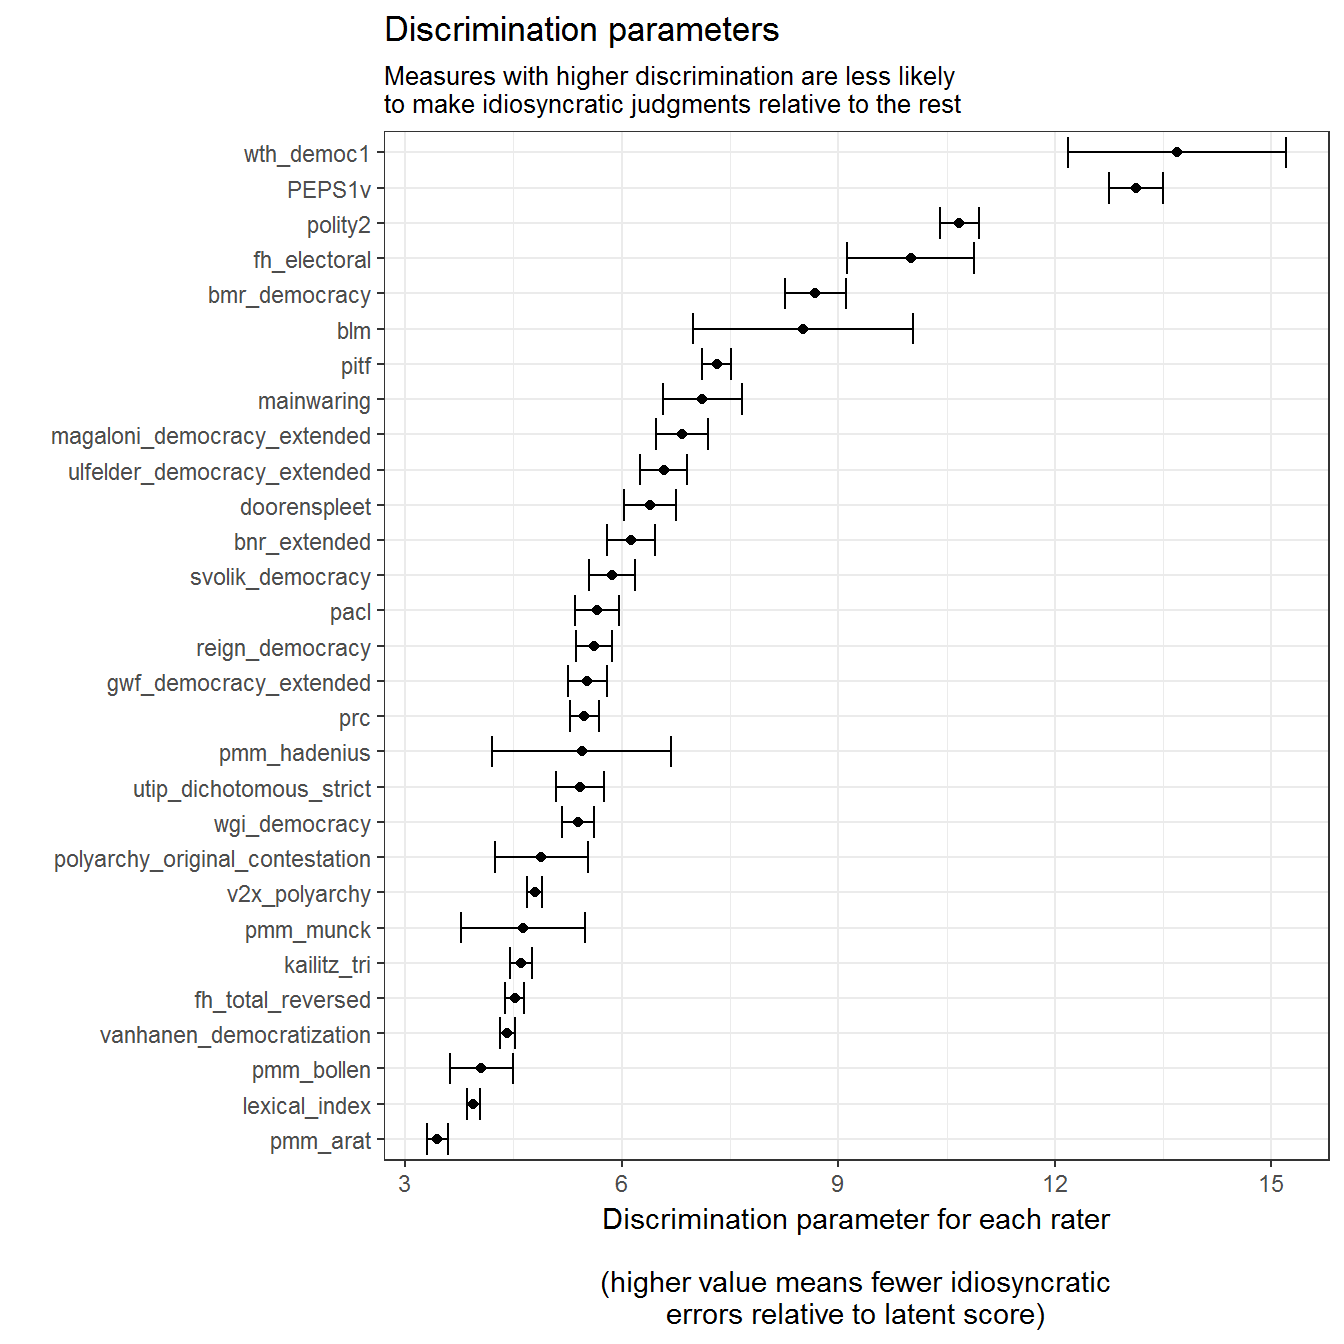 Discrimination parameters
Measures with higher discrimination are less likely
to make idiosyncratic judgments relative to the rest
wth_democ1
PEPS1v
polity2
fh_electoral
bmr_democracy
blm
pitf
mainwaring
magaloni_democracy_extended
ulfelder_democracy_extended
doorenspleet
bnr_extended
svolik_democracy
pacl
reign_democracy
gwf_democracy_extended
prc
pmm_hadenius
utip_dichotomous_strict
wgi_democracy
polyarchy_original_contestation
v2x_polyarchy
pmm_munck
kailitz_tri
fh_total_reversed
vanhanen_democratization
pmm_bollen
lexical_index
pmm_arat
3 6 9 12 15
Discrimination parameter for each rater
(higher value means fewer idiosyncratic
errors relative to latent score)